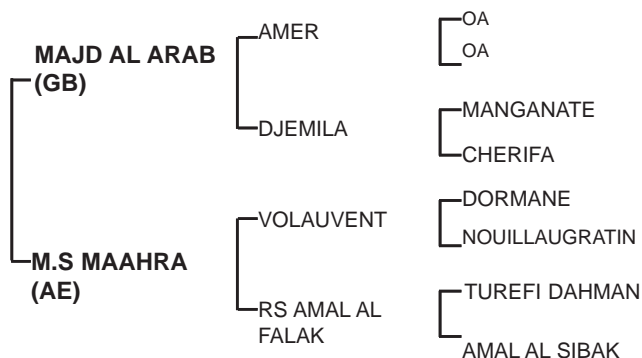 MAJD AL ARAB
(GB)
AMER
OA
OA
DJEMILA
MANGANATE
CHERIFA
M.S MAAHRA
(AE)
VOLAUVENT
DORMANE
NOUILLAUGRATIN
RS AMAL AL
FALAK
TUREFI DAHMAN
AMAL AL SIBAK